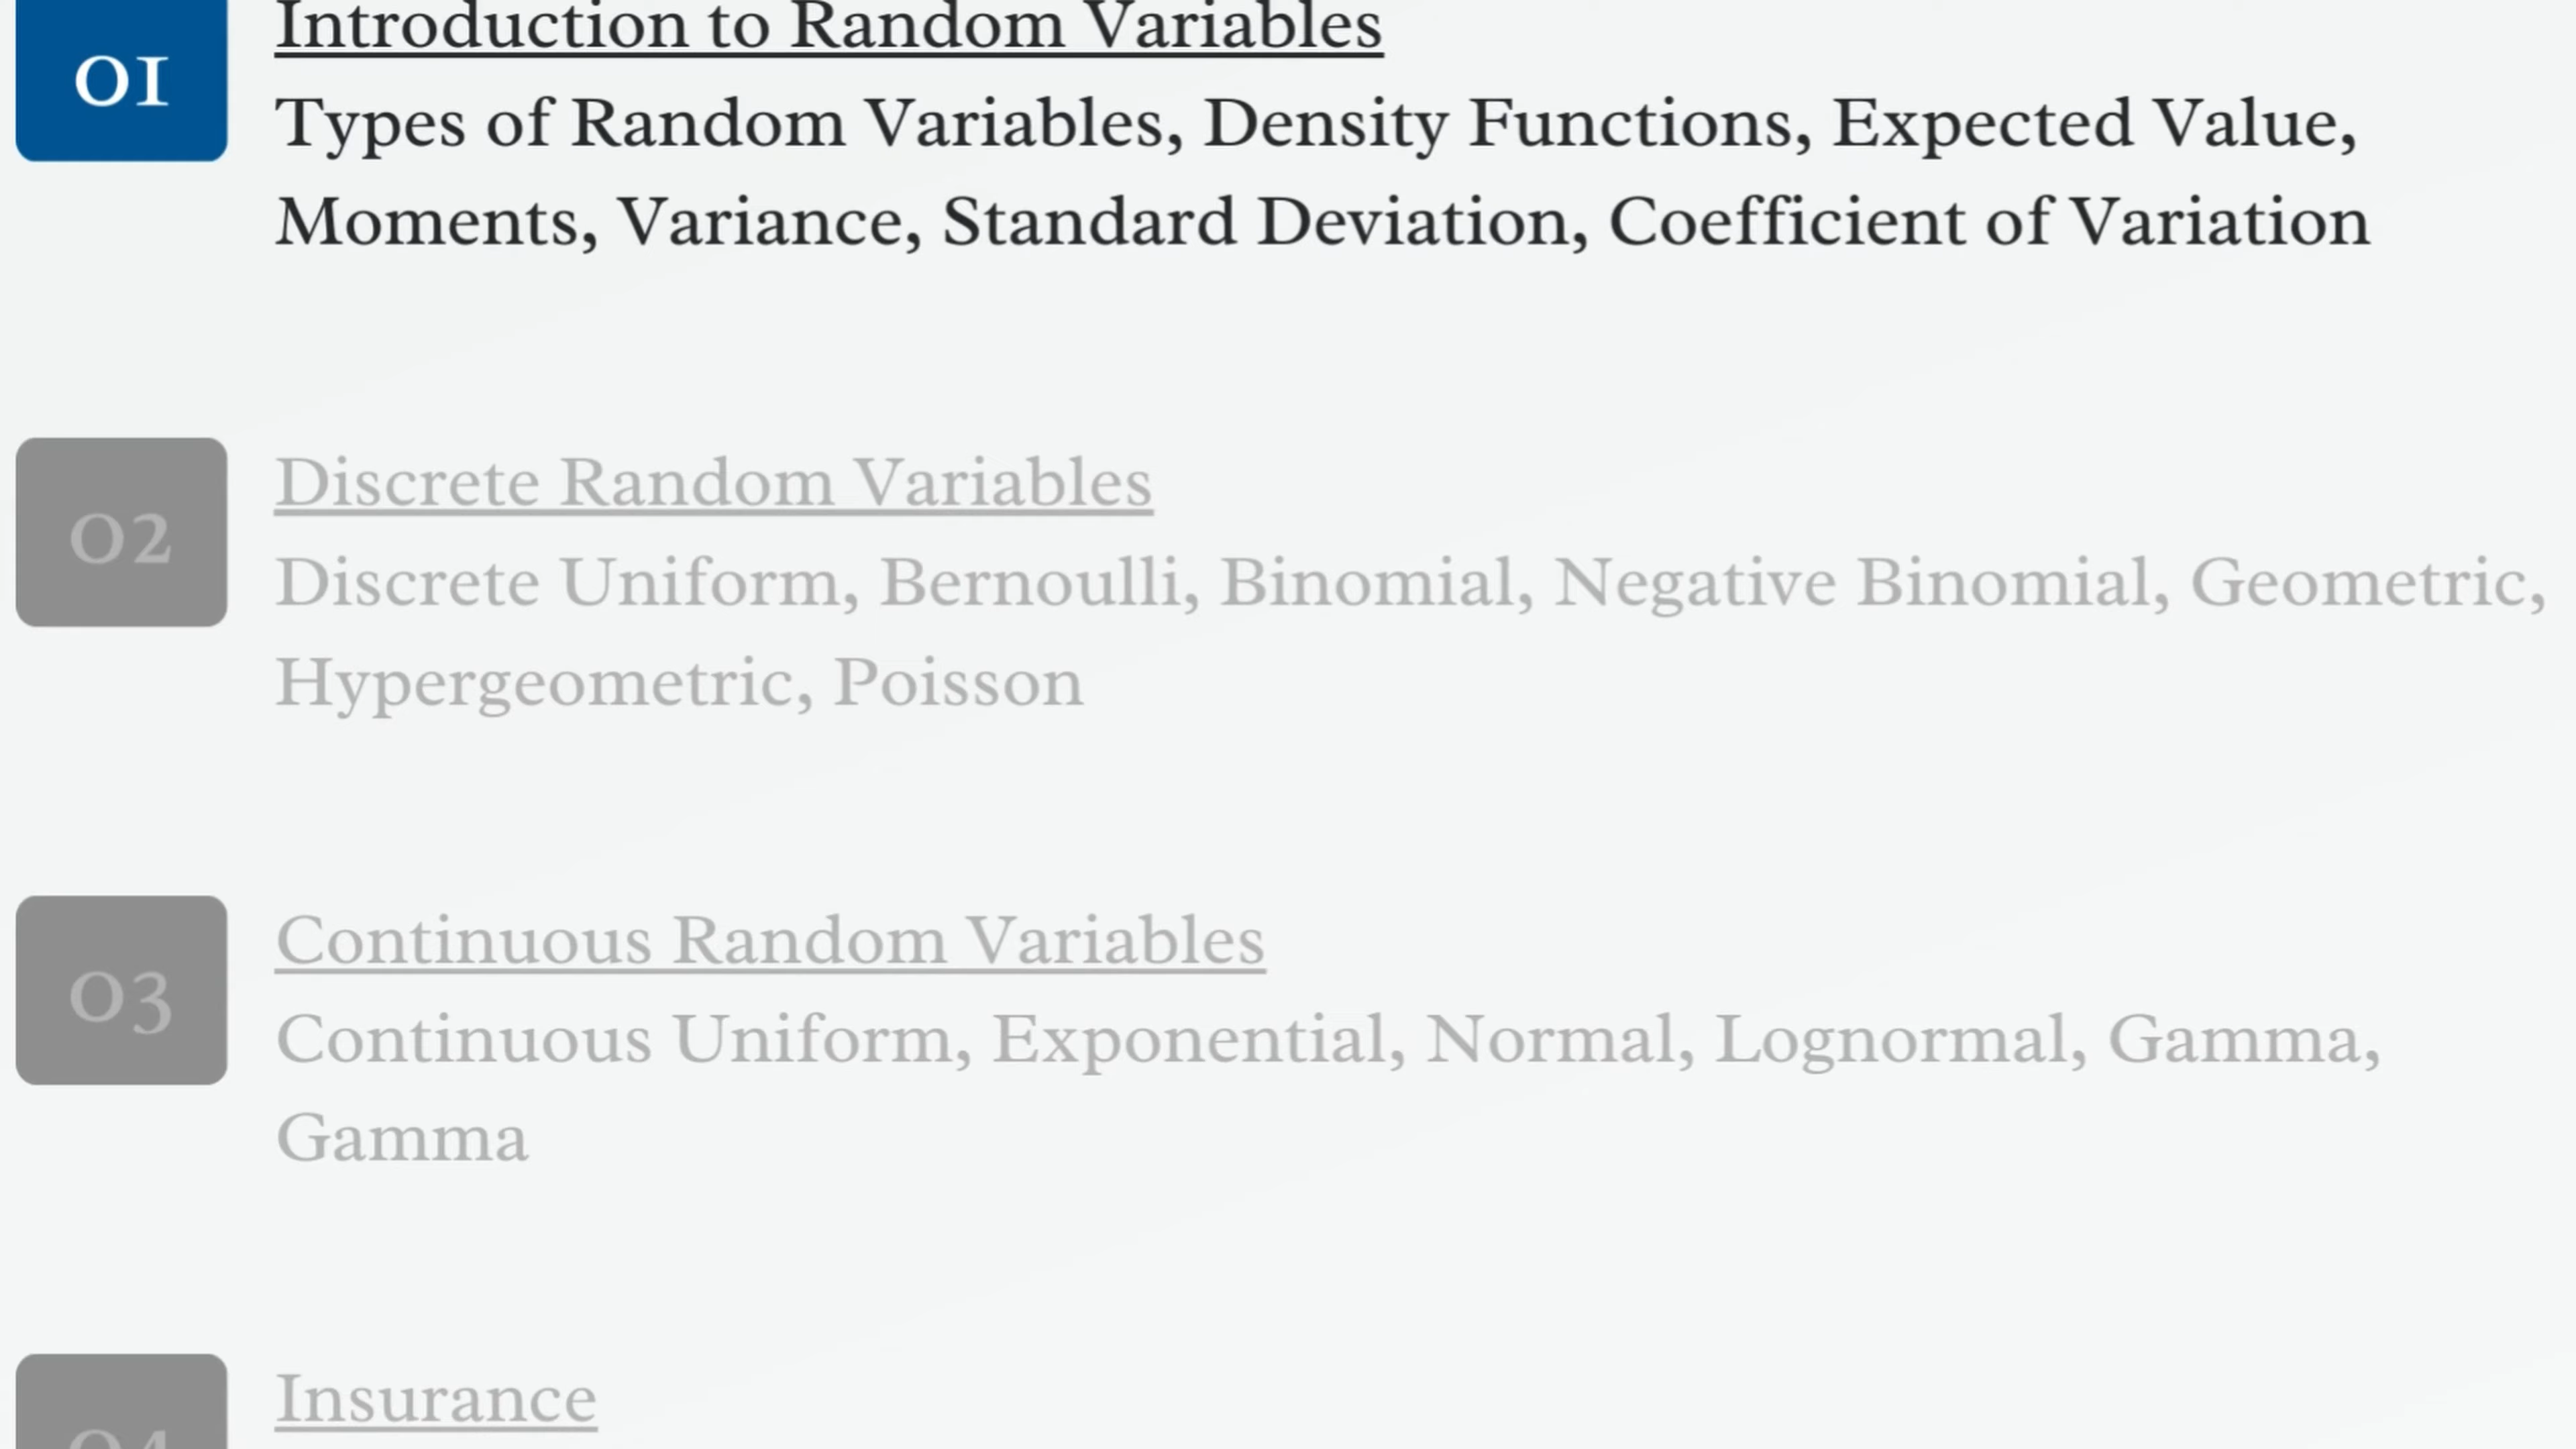 01
Introduction to Random Variables
Types of Random Variables, Density Functions, Expected Value,
Moments, Variance, Standard Deviation, Coefficient of Variation
02
Discrete Random Variables
Discrete Uniform, Bernoulli, Binomial, Negative Binomial, Geometric,
Hypergeometric, Poisson
03
Continuous Random Variables
Continuous Uniform, Exponential, Normal, Lognormal, Gamma,
Gamma
04
Insurance